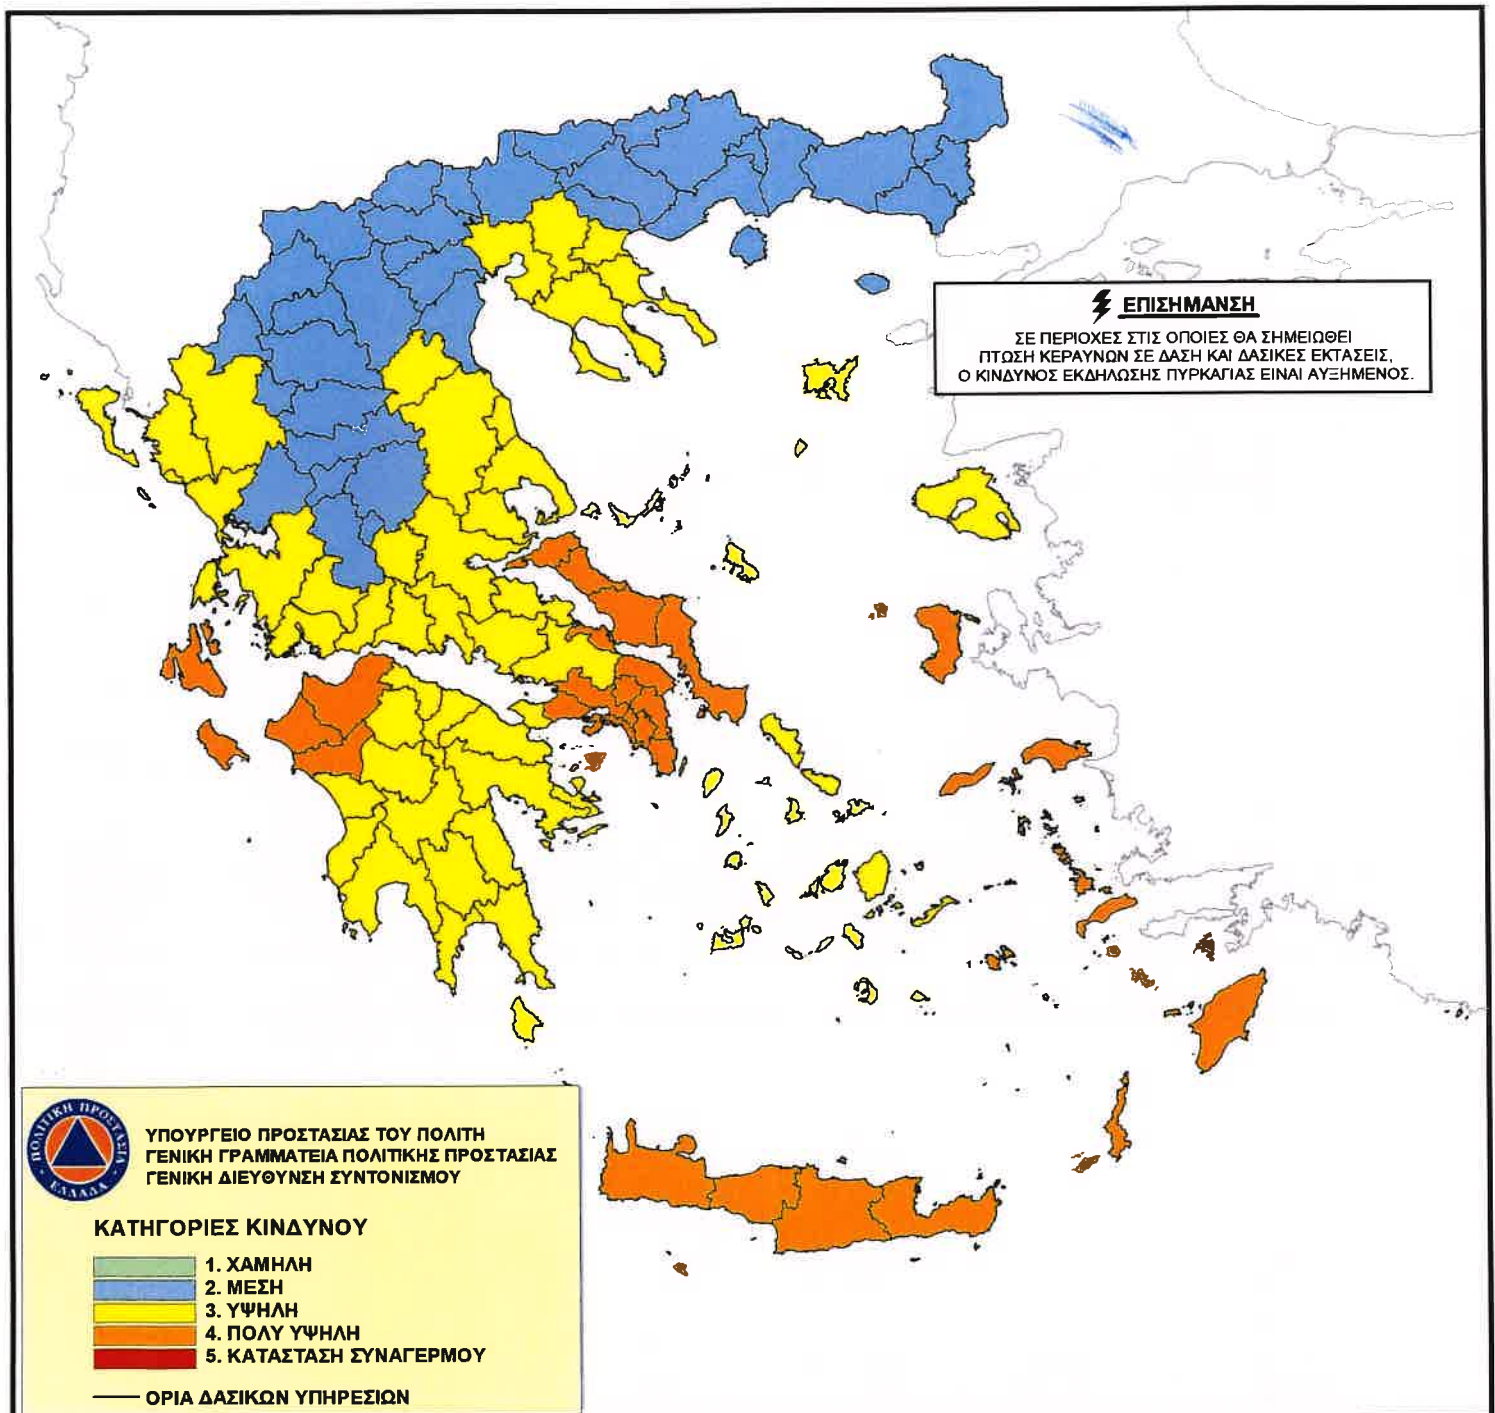 ΕΠΙΣΗΜΑΝΣΗ
ΣΕ ΠΕΡΙΟΧΕΣ ΣΤΙΣ ΟΠΟΙΕΣ ΘΑ ΣΗΜΕΙΩΘΕΙ
ΠΤΩΣΗ ΚΕΡΑΥΝΩΝ ΣΕ ΔΑΣΗ ΚΑΙ ΔΑΣΙΚΕΣ ΕΚΤΑΣΕΙΣ,
Ο ΚΙΝΔΥΝΟΣ ΕΚΔΗΛΩΣΗΣ ΠΥΡΚΑΓΙΑΣ ΕΙΝΑΙ ΑΥΞΗΜΕΝΟΣ.
ΠΟΛΙΤΙΚΗ ΠΡΟΣΤΑΣΙΑ
ΕΛΛΑΔΑ
ΥΠΟΥΡΓΕΙΟ ΠΡΟΣΤΑΣΙΑΣ ΤΟΥ ΠΟΛΙΤΗ
ΓΕΝΙΚΗ ΓΡΑΜΜΑΤΕΙΑ ΠΟΛΙΤΙΚΗΣ ΠΡΟΣΤΑΣΙΑΣ
ΓΕΝΙΚΗ ΔΙΕΥΘΥΝΣΗ ΣΥΝΤΟΝΙΣΜΟΥ
ΚΑΤΗΓΟΡΙΕΣ ΚΙΝΔΥΝΟΥ
1. ΧΑΜΗΛΗ
2. ΜΕΣΗ
3. ΥΨΗΛΗ
4. ΠΟΛΥ ΥΨΗΛΗ
5. ΚΑΤΑΣΤΑΣΗ ΣΥΝΑΓΕΡΜΟΥ
ΟΡΙΑ ΔΑΣΙΚΩΝ ΥΠΗΡΕΣΙΩΝ